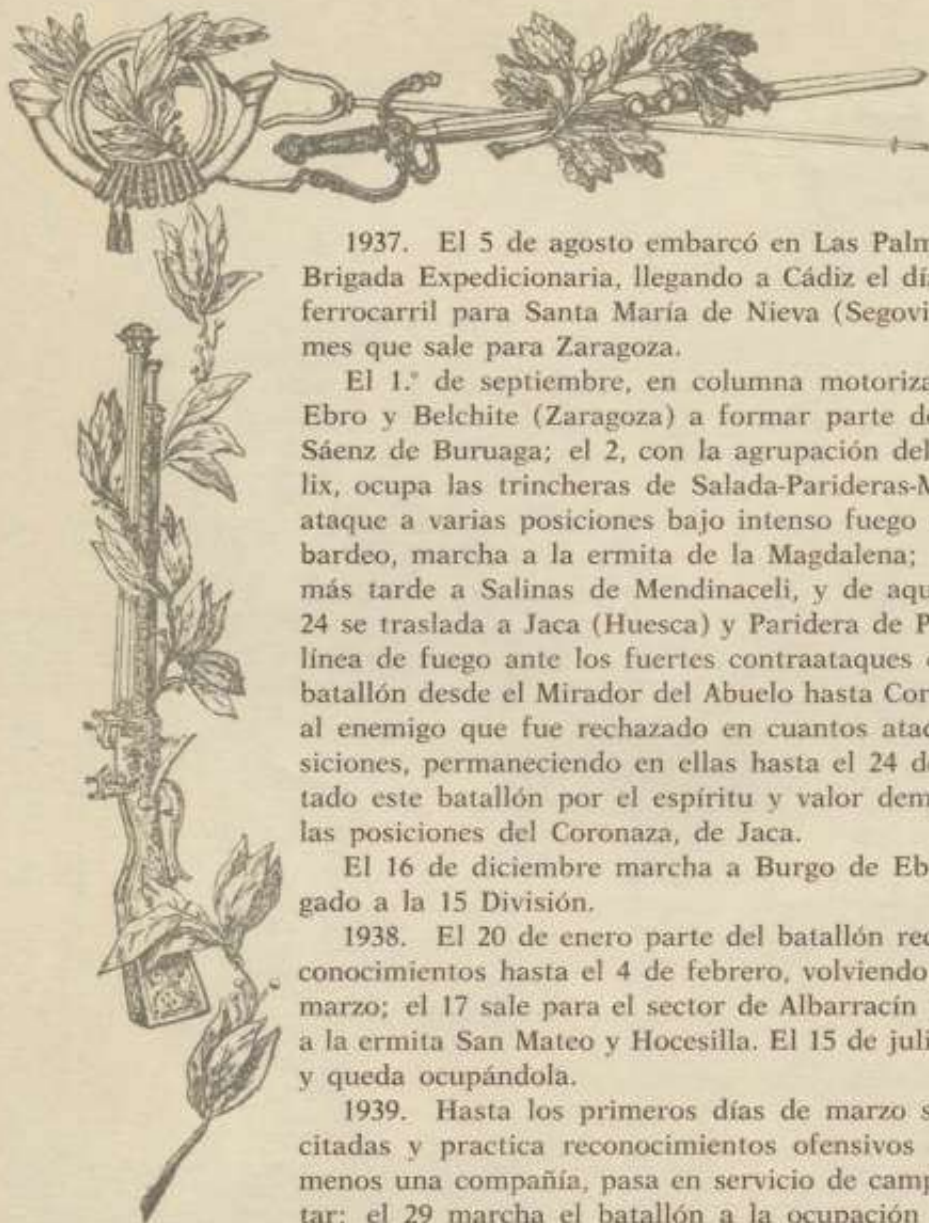 1937. El 5 de agosto embarcó en Las Palm
Brigada Expedicionaria, llegando a Cádiz el dí
ferrocarril para Santa María de Nieva (Segovi
mes que sale para Zaragoza.
El 1.° de septiembre, en columna motoriza
Ebro y Belchite (Zaragoza) a formar parte de
Sáenz de Buruaga; el 2, con la agrupación del
lix, ocupa las trincheras de Salada-Parideras-M
ataque a varias posiciones bajo intenso fuego
bardeo, marcha a la ermita de la Magdalena;
más tarde a Salinas de Mendinaceli, y de aqu
24 se traslada a Jaca (Huesca) y Paridera de P
línea de fuego ante los fuertes contraataques
batallón desde el Mirador del Abuelo hasta Cor
al enemigo que fue rechazado en cuantos atac
siciones, permaneciendo en ellas hasta el 24 de
tado este batallón por el espíritu y valor dem
las posiciones del Coronaza, de Jaca.
El 16 de diciembre marcha a Burgo de Eb
gado a la 15 División.
1938. El 20 de enero parte del batallón rec
conocimientos hasta el 4 de febrero, volviendo
marzo; el 17 sale para el sector de Albarracín
a la ermita San Mateo y Hocesilla. El 15 de juli
y queda ocupándola.
1939. Hasta los primeros días de marzo s
citadas y practica reconocimientos ofensivos
menos una compañía, pasa en servicio de camp
tar; el 29 marcha el batallón a la ocupación